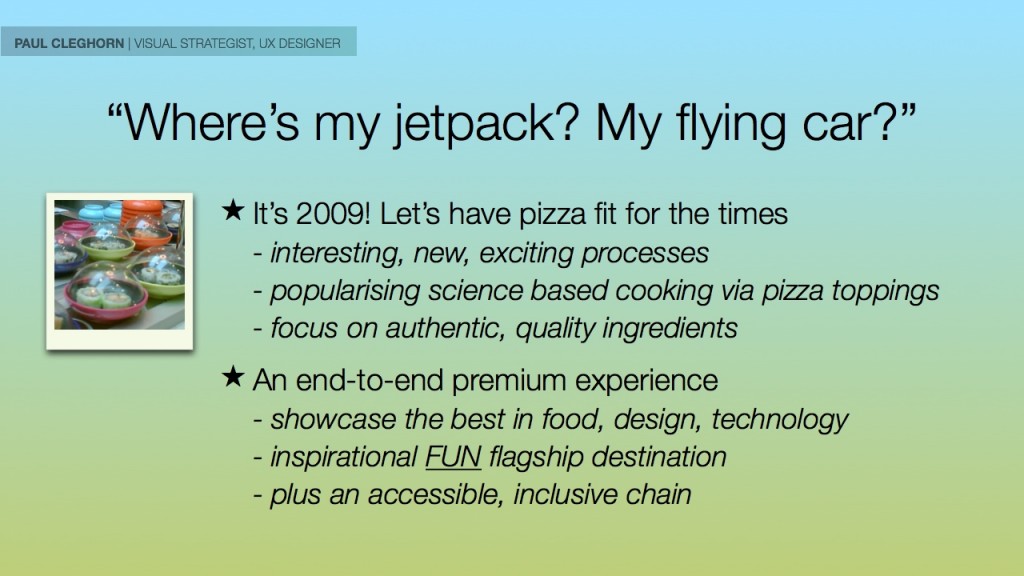 PAUL CLEGHORN | VISUAL STRATEGIST, UX DESIGNER
“Where’s my jetpack? My flying car?”
★ It’s 2009! Let’s have pizza fit for the times
- interesting, new, exciting processes
- popularising science based cooking via pizza toppings
- focus on authentic, quality ingredients
★ An end-to-end premium experience
- showcase the best in food, design, technology
- inspirational FUN flagship destination
- plus an accessible, inclusive chain